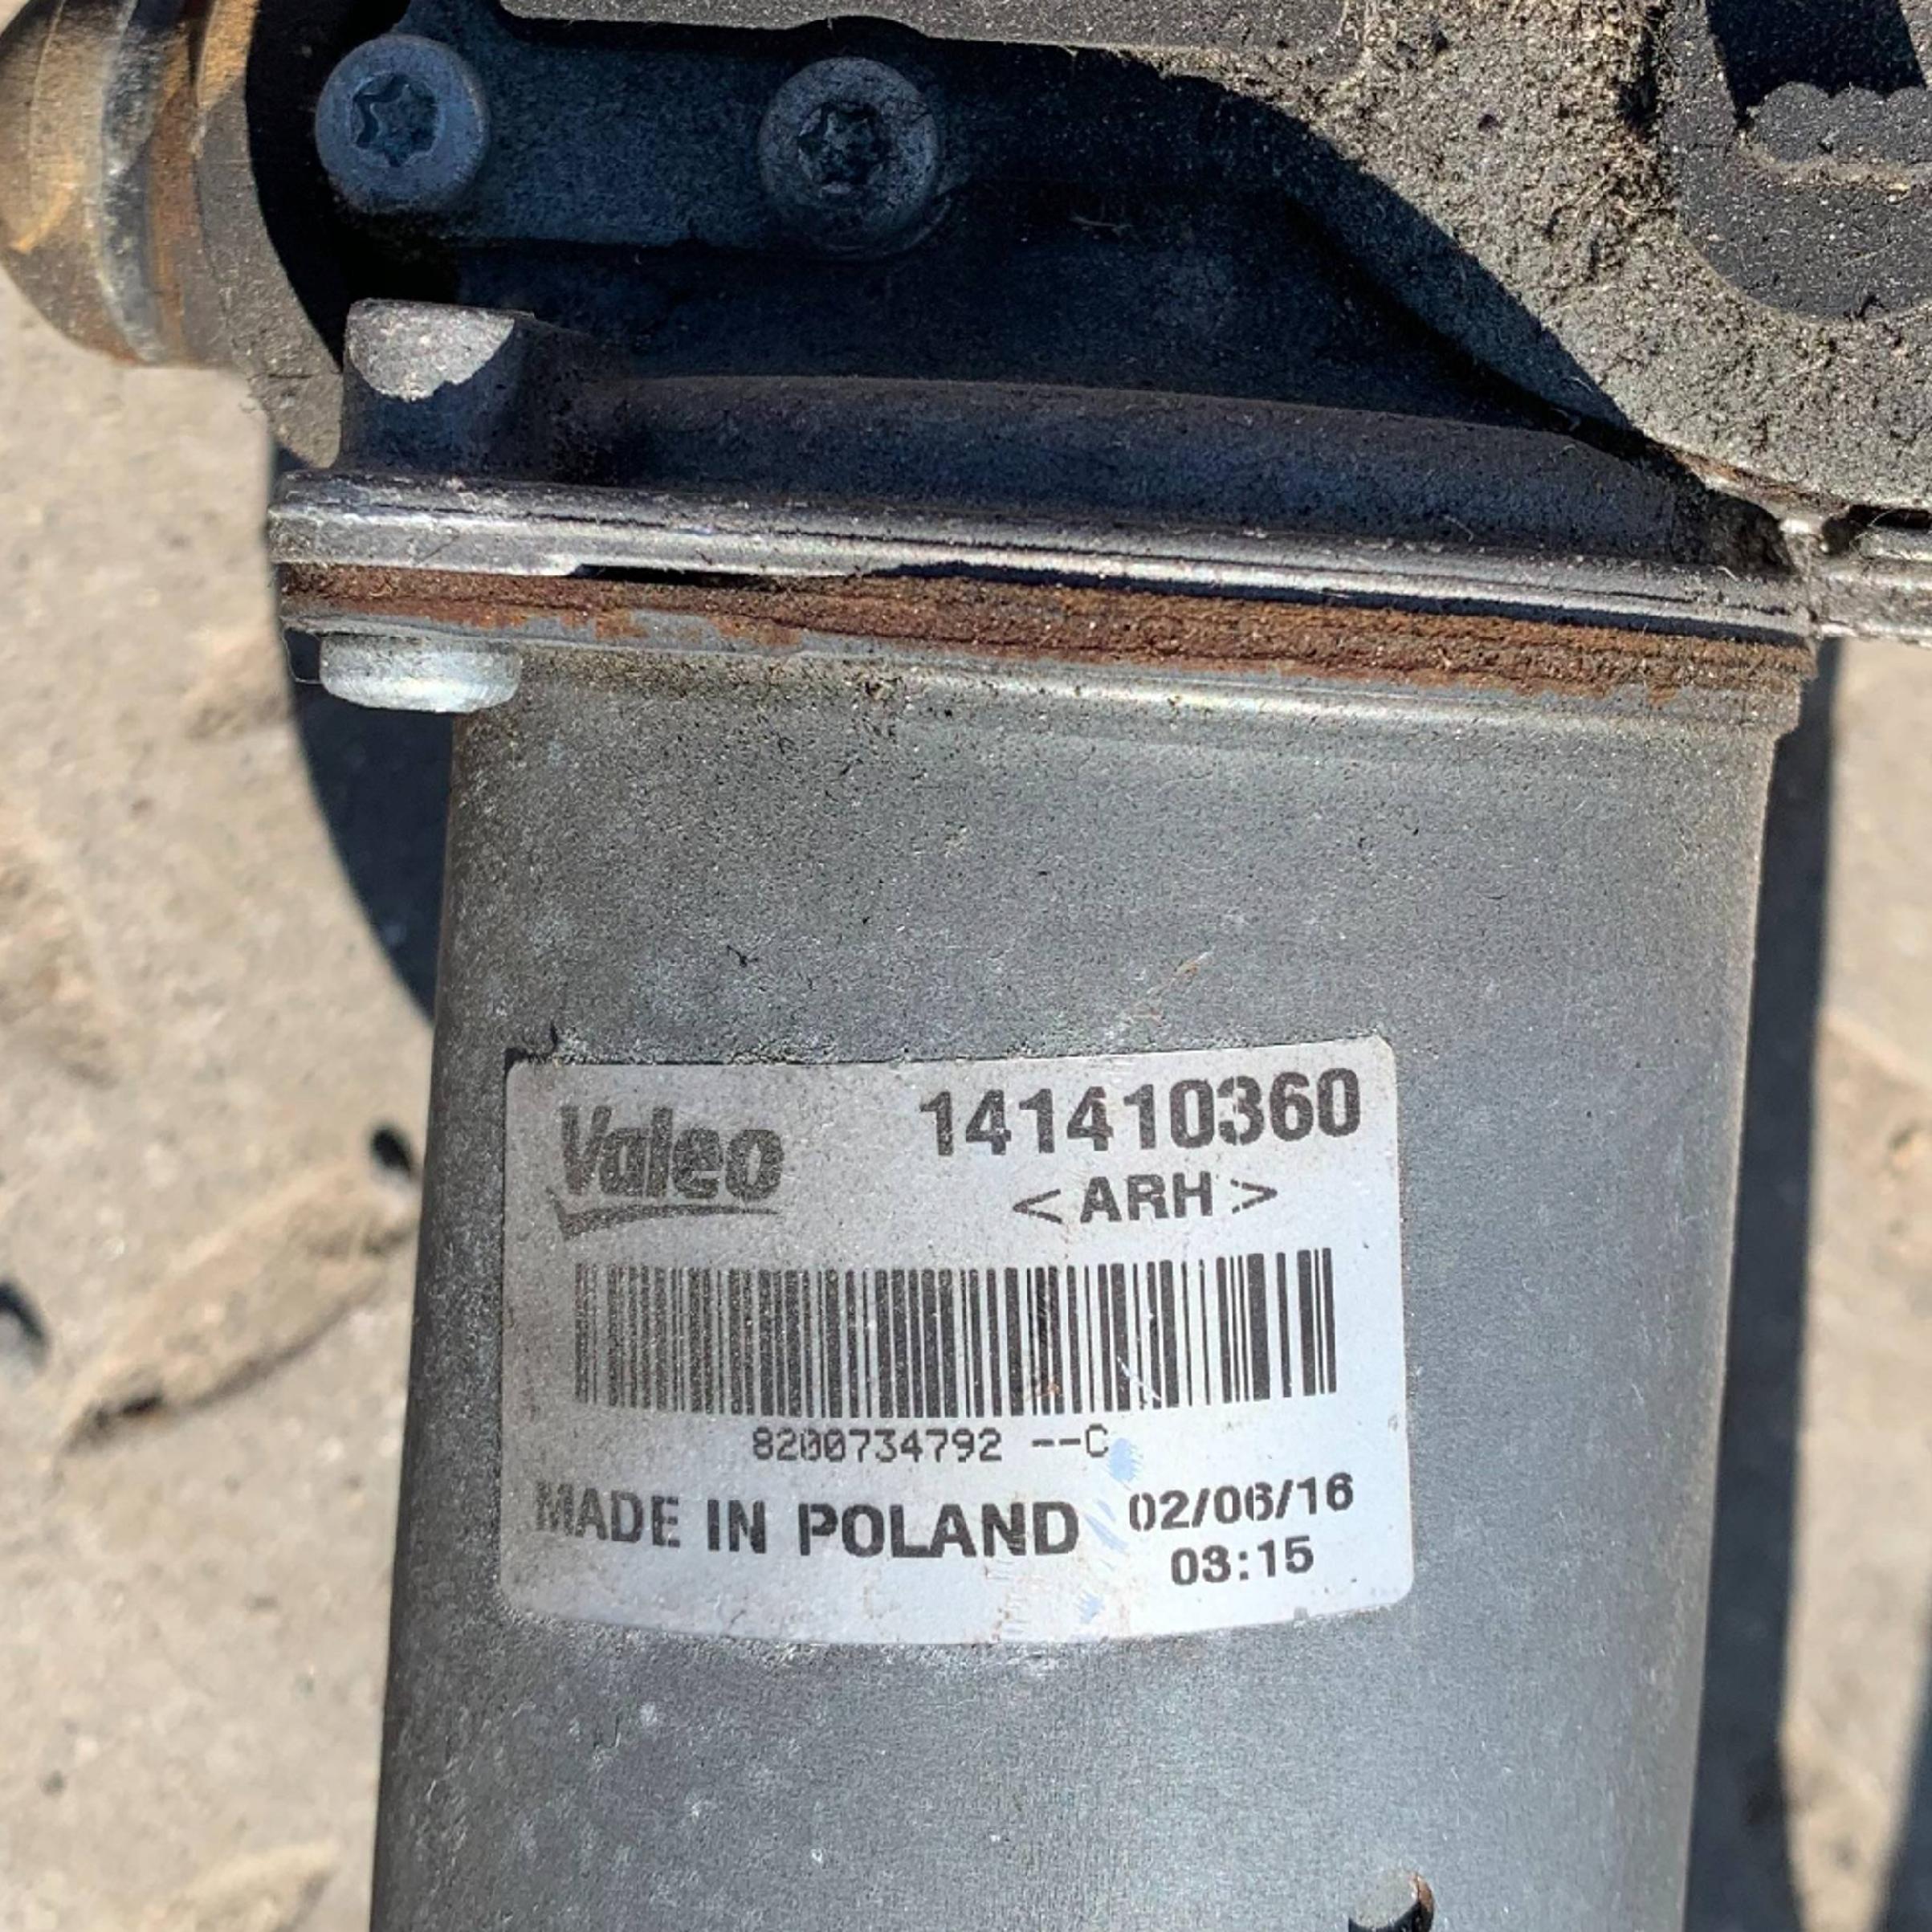 Valeo 141410360
<ARH>
8200734792 --C
MADE IN POLAND 02/06/16
03:15